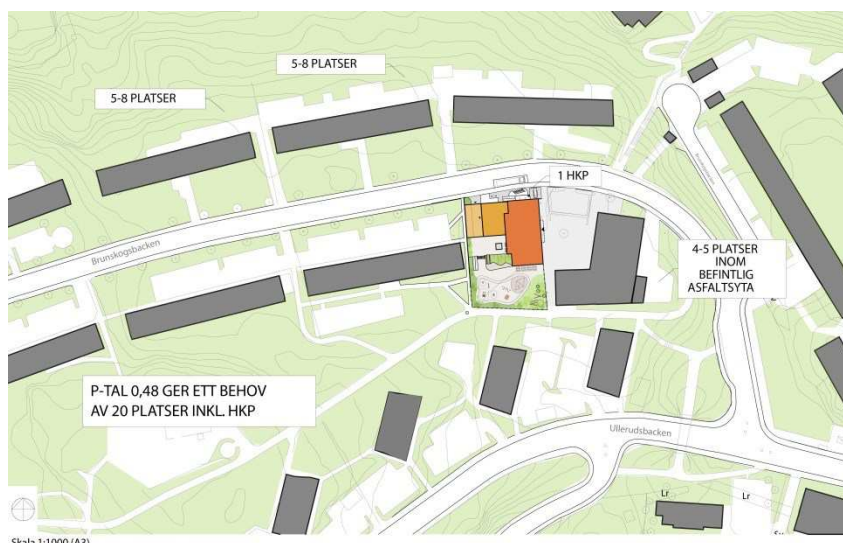 5-8 PLATSER
5-8 PLATSER
1 HKP
Brunskogsbacken
4-5 PLATSER
INOM
BEFINTLIG
ASFALTSYTA
P-TAL 0,48 GER ETT BEHOV
AV 20 PLATSER INKL. HKP
Ullerudsbacken
Lr
Lr
Skala 1:1000 (A3)